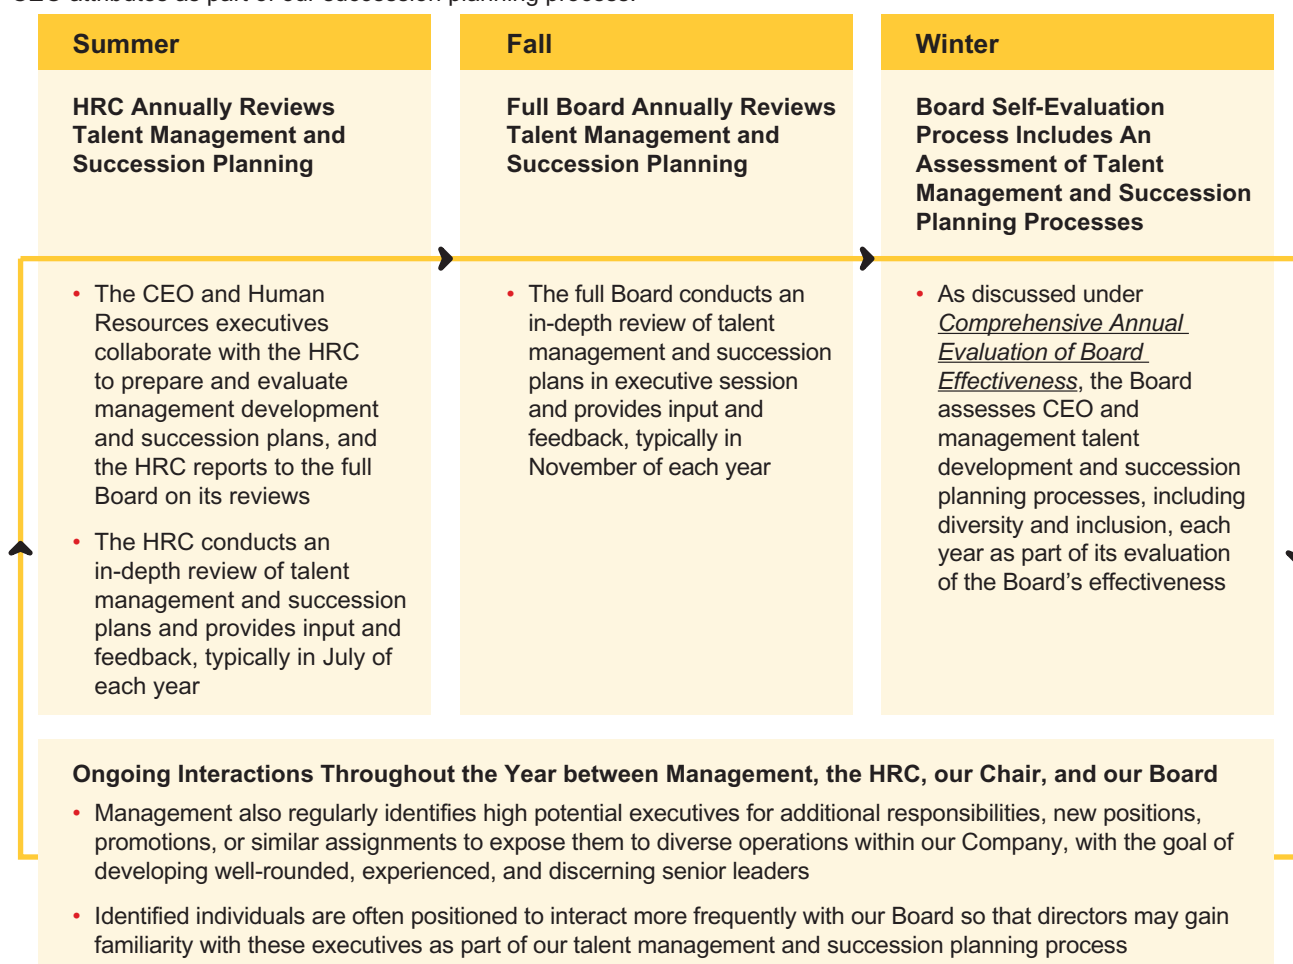 CEO attributes as part of our succession planning process.
Summer
HRC Annually Reviews
Talent Management and
Succession Planning
• The CEO and Human
Resources executives
collaborate with the HRC
to prepare and evaluate
management development
and succession plans, and
the HRC reports to the full
Board on its reviews
• The HRC conducts an
in-depth review of talent
management and succession
plans and provides input and
feedback, typically in July of
each year
Fall
Full Board Annually Reviews
Talent Management and
Succession Planning
• The full Board conducts an
in-depth review of talent
management and succession
plans in executive session
and provides input and
feedback, typically in
November of each year
Winter
Board Self-Evaluation
Process Includes An
Assessment of Talent
Management and Succession
Planning Processes
• As discussed under
Comprehensive Annual
Evaluation of Board
Effectiveness, the Board
assesses CEO and
management talent
development and succession
planning processes, including
diversity and inclusion, each
year as part of its evaluation
of the Board’s effectiveness
Ongoing Interactions Throughout the Year between Management, the HRC, our Chair, and our Board
• Management also regularly identifies high potential executives for additional responsibilities, new positions,
promotions, or similar assignments to expose them to diverse operations within our Company, with the goal of
developing well-rounded, experienced, and discerning senior leaders
• Identified individuals are often positioned to interact more frequently with our Board so that directors may gain
familiarity with these executives as part of our talent management and succession planning process